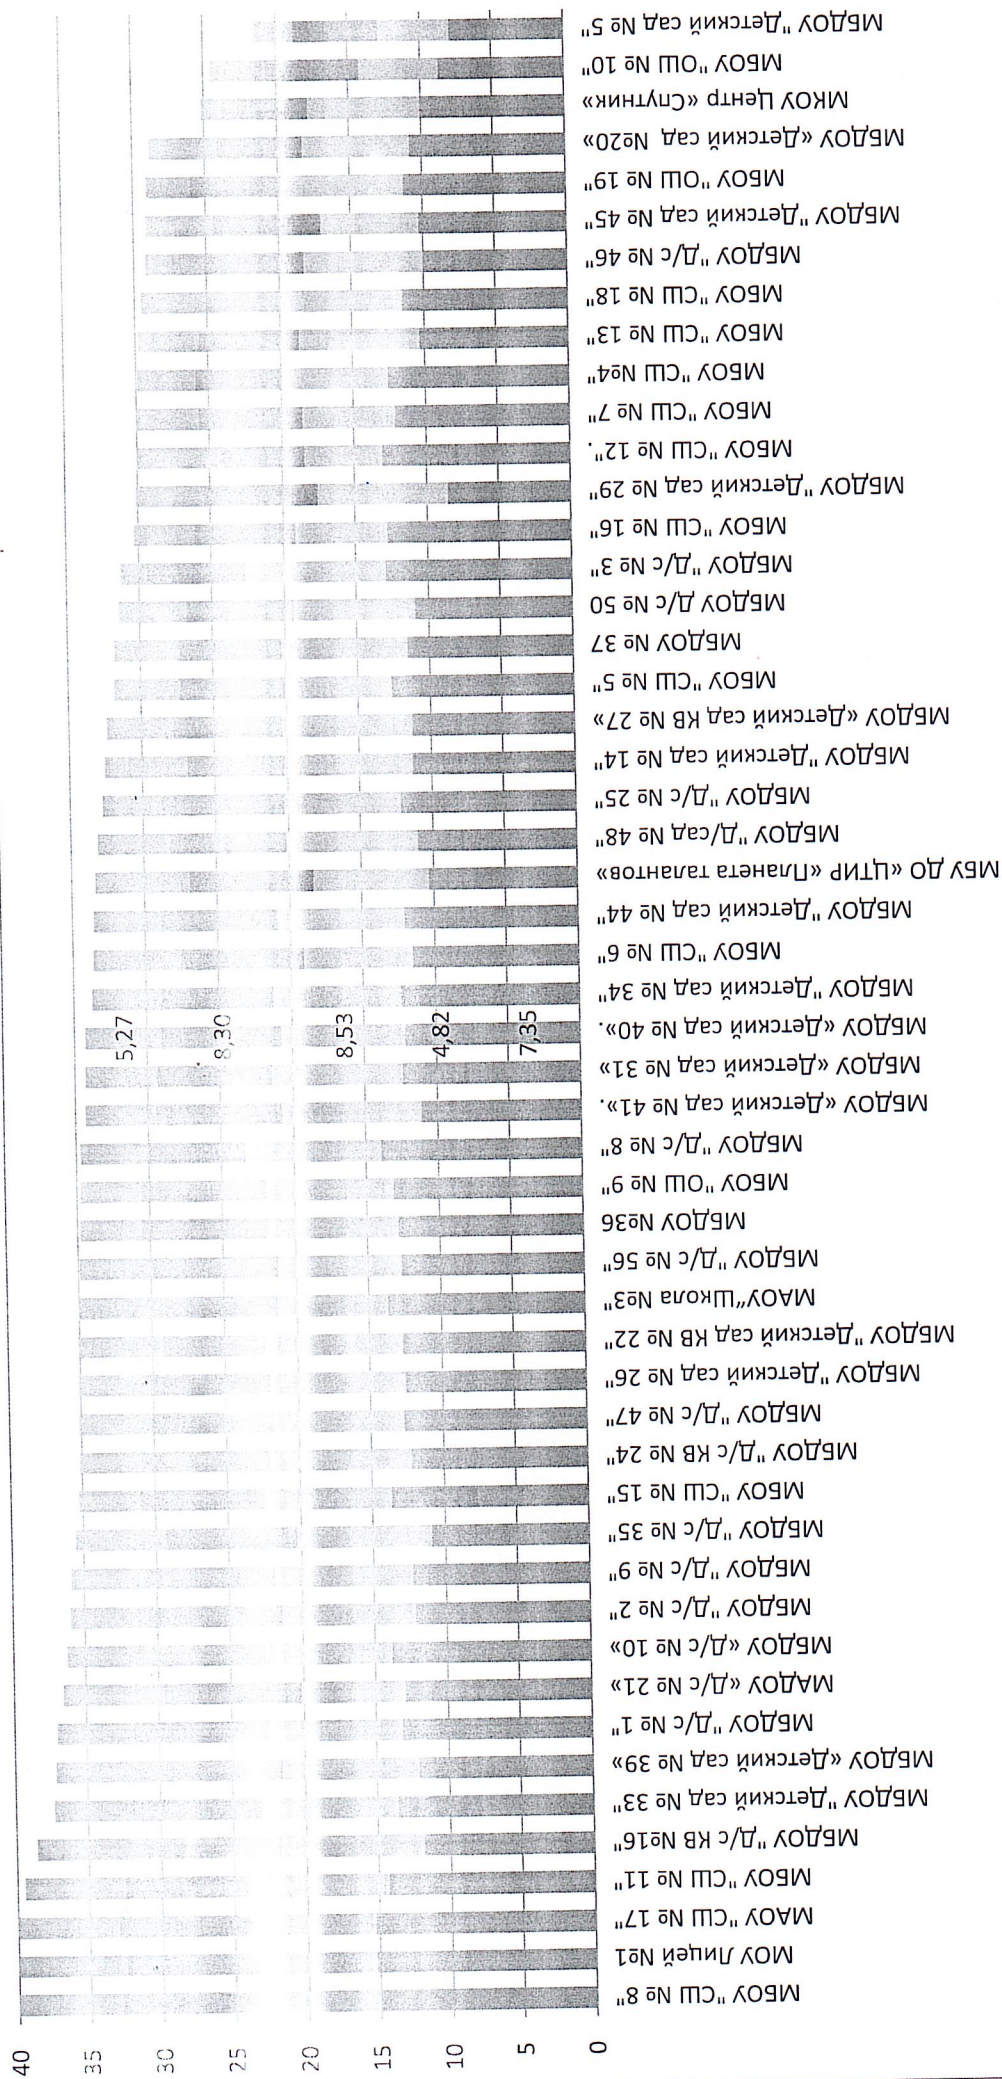 40
35
30
25
20
15
10
5
0
5,27
8,30
8,53
4,82
7,35
МБОУ "СШ № 8"
МОУ Лицей №1
МАОУ "СШ № 17"
МБОУ "СШ № 11"
МБДОУ "Д/с КВ №16"
МБДОУ "Детский сад № 33"
МБДОУ «Детский сад № 39»
МБДОУ "Д/с № 1"
МАДОУ «Д/с № 21»
МБДОУ «Д/с № 10»
МБДОУ "Д/с № 2"
МБДОУ "Д/с № 9"
МБДОУ "Д/с № 35"
МБОУ "СШ № 15"
МБДОУ "Д/с КВ № 24"
МБДОУ "Д/с № 47"
МБДОУ "Детский сад № 26"
МБДОУ "Детский сад КВ № 22"
МАОУ"Школа №3"
МБДОУ "Д/с № 56"
МБДОУ №36
МБОУ "ОШ № 9"
МБДОУ "Д/с № 8"
МБДОУ «Детский сад № 41».
МБДОУ «Детский сад № 31»
МБДОУ «Детский сад № 40».
МБДОУ "Детский сад № 34"
МБОУ "СШ № 6"
МБДОУ "Детский сад № 44"
МБУ ДО «ЦТИР «Планета талантов»
МБДОУ "Д/сад № 48"
МБДОУ "Д/с № 25"
МБДОУ "Детский сад № 14"
МБДОУ «Детский сад КВ № 27»
МБОУ "СШ № 5"
МБДОУ № 37
МБДОУ Д/с № 50
МБДОУ "Д/с № 3"
МБОУ "СШ № 16"
МБДОУ "Детский сад № 29"
МБОУ "СШ № 12".
МБОУ "СШ № 7"
МБОУ "СШ №4"
МБОУ "СШ № 13"
МБОУ "СШ № 18"
МБДОУ "Д/с № 46"
МБДОУ "Детский сад № 45"
МБОУ "ОШ № 19"
МБДОУ «Детский сад  №20»
МКОУ Центр «Спутник»
МБОУ "ОШ № 10"
МБДОУ "Детский сад № 5"